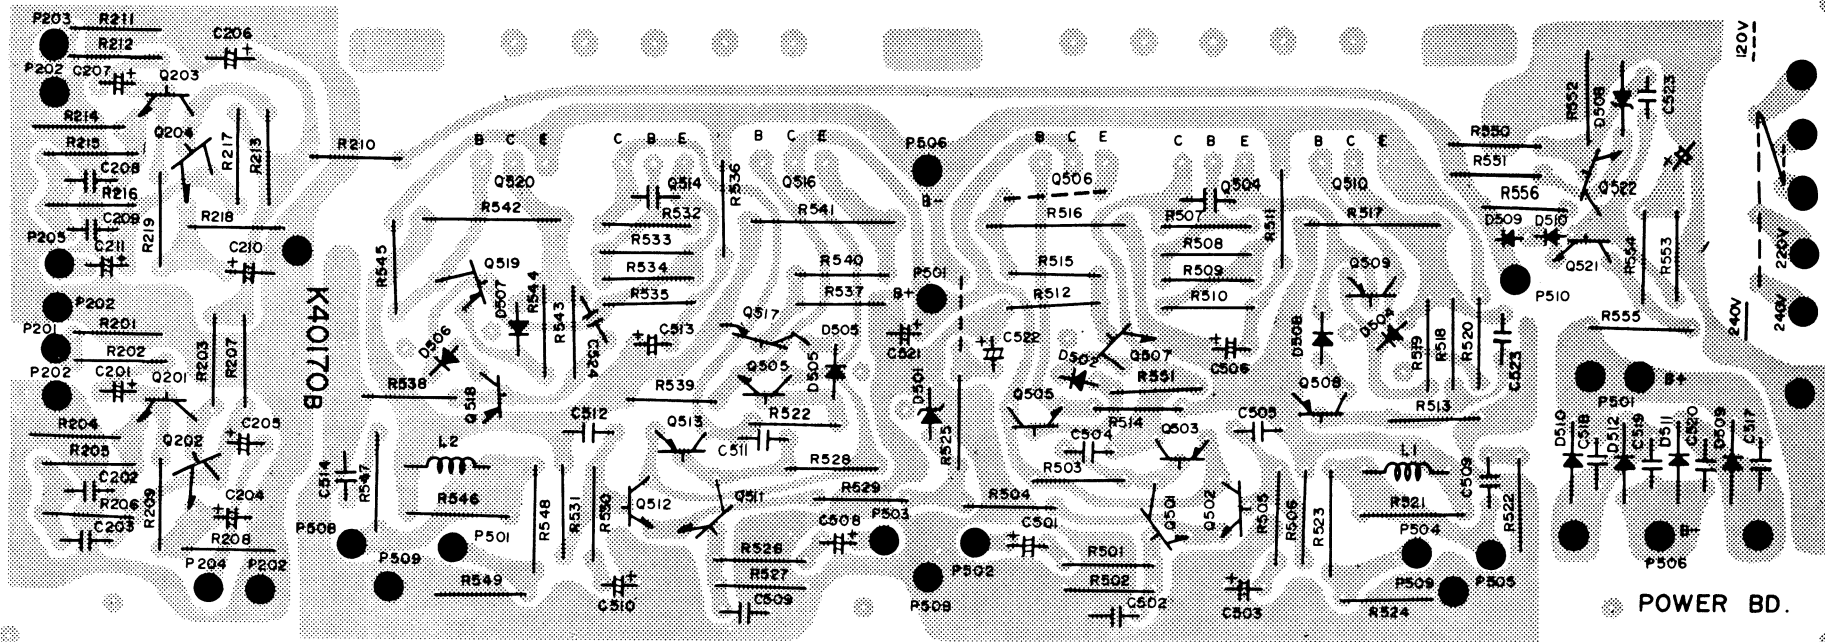 P203
R211
R212
C206
+
P202
C207
+
Q203
R214
Q204
R215
R217
R213
R210
C208
R216
C209
R219
R218
P205
C211
+
C210
+
P202
P201
R201
R202
R203
R207
P202
C201
+
Q201
K40170B
R204
Q202
C205
+
R205
C202
R206
R209
C204
+
C203
R208
P204
P202
B C E
C B E
B C E
P506
B C E
C B E
B C E
Q520
Q514
R536
Q516
B-
Q506
Q504
R511
Q510
R542
R532
R541
R516
R507
R517
R545
R533
R508
Q519
R534
R540
P501
R515
R509
Q509
D507
R544
R535
R537
B+
R512
R510
R543
C524
+
C513
+
Q517
D505
C521
+
C522
+
D506
Q507
C506
+
D508
D504
R519
R518
R520
C523
Q505
D505
D501
D502
R538
Q518
R539
Q505
R551
Q508
C512
R522
R514
C505
R513
Q513
C511
R525
C504
Q503
L2
L1
C514
R547
R528
R503
C509
R546
R548
R531
R530
Q512
Q511
R529
R504
Q501
Q502
R505
R506
R523
R521
R522
P508
P501
C508
+
P503
C501
+
P504
P509
R526
P502
R501
P505
R549
R527
R502
P509
C510
+
C509
P508
C502
C503
+
R524
120V
R552
D508
C523
R550
R551
R556
Q522
D509
D510
Q521
R554
R553
220V
P510
R555
240V
240V
P501
B+
D510
C518
D512
C519
D511
C520
D509
C517
B-
P506
POWER BD.